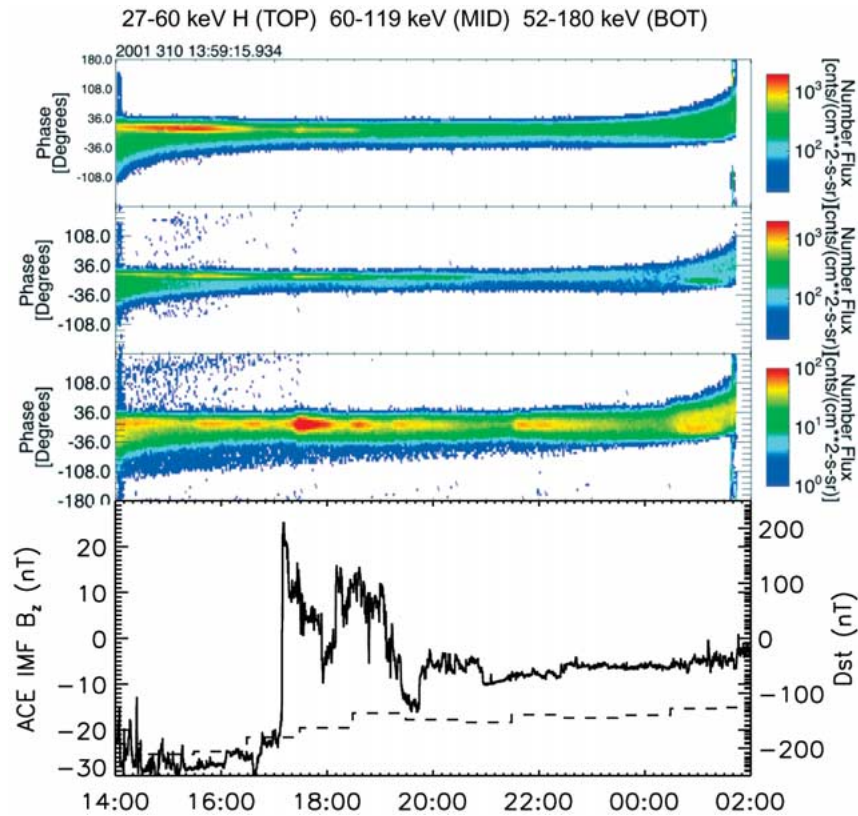 27-60 keV H (TOP) 60-119 keV (MID) 52-180 keV (BOT)
2001 310 13:59:15.934
180.0
108.0
36.0
-36.0
-108.0
Phase
[Degrees]
10³
10²
Number Flux
[cnts/(cm**2-s-sr)]
108.0
36.0
-36.0
-108.0
Phase
[Degrees]
10³
10²
Number Flux
[cnts/(cm**2-s-sr)]
108.0
36.0
-36.0
-108.0
-180.0
Phase
[Degrees]
10²
10¹
10⁰
Number Flux
[cnts/(cm**2-s-sr)]
20
10
0
-10
-20
-30
ACE IMF Bz (nT)
200
100
0
-100
-200
Dst (nT)
14:00 16:00 18:00 20:00 22:00 00:00 02:00